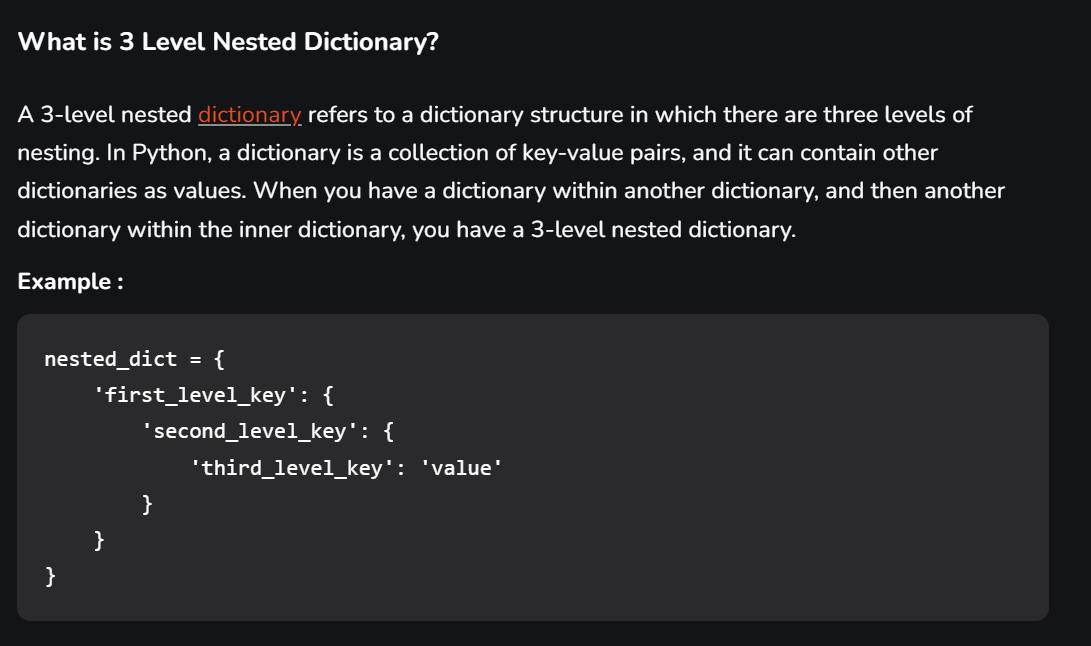 What is 3 Level Nested Dictionary?
A 3-level nested dictionary refers to a dictionary structure in which there are three levels of
nesting. In Python, a dictionary is a collection of key-value pairs, and it can contain other
dictionaries as values. When you have a dictionary within another dictionary, and then another
dictionary within the inner dictionary, you have a 3-level nested dictionary.
Example :
nested_dict = {
    'first_level_key': {
        'second_level_key': {
            'third_level_key': 'value'
        }
    }
}